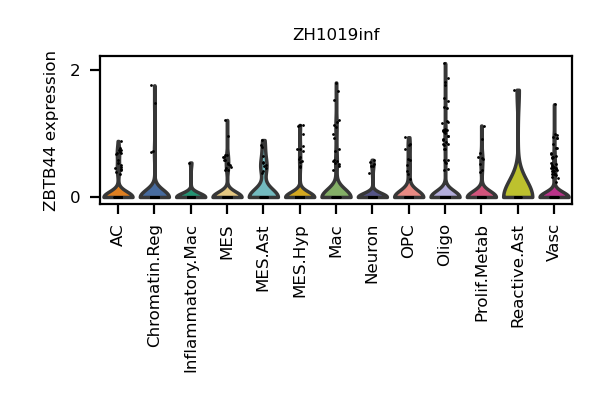 ZH1019inf
ZBTB44 expression
2
0
AC
Chromatin.Reg
Inflammatory.Mac
MES
MES.Ast
MES.Hyp
Mac
Neuron
OPC
Oligo
Prolif.Metab
Reactive.Ast
Vasc